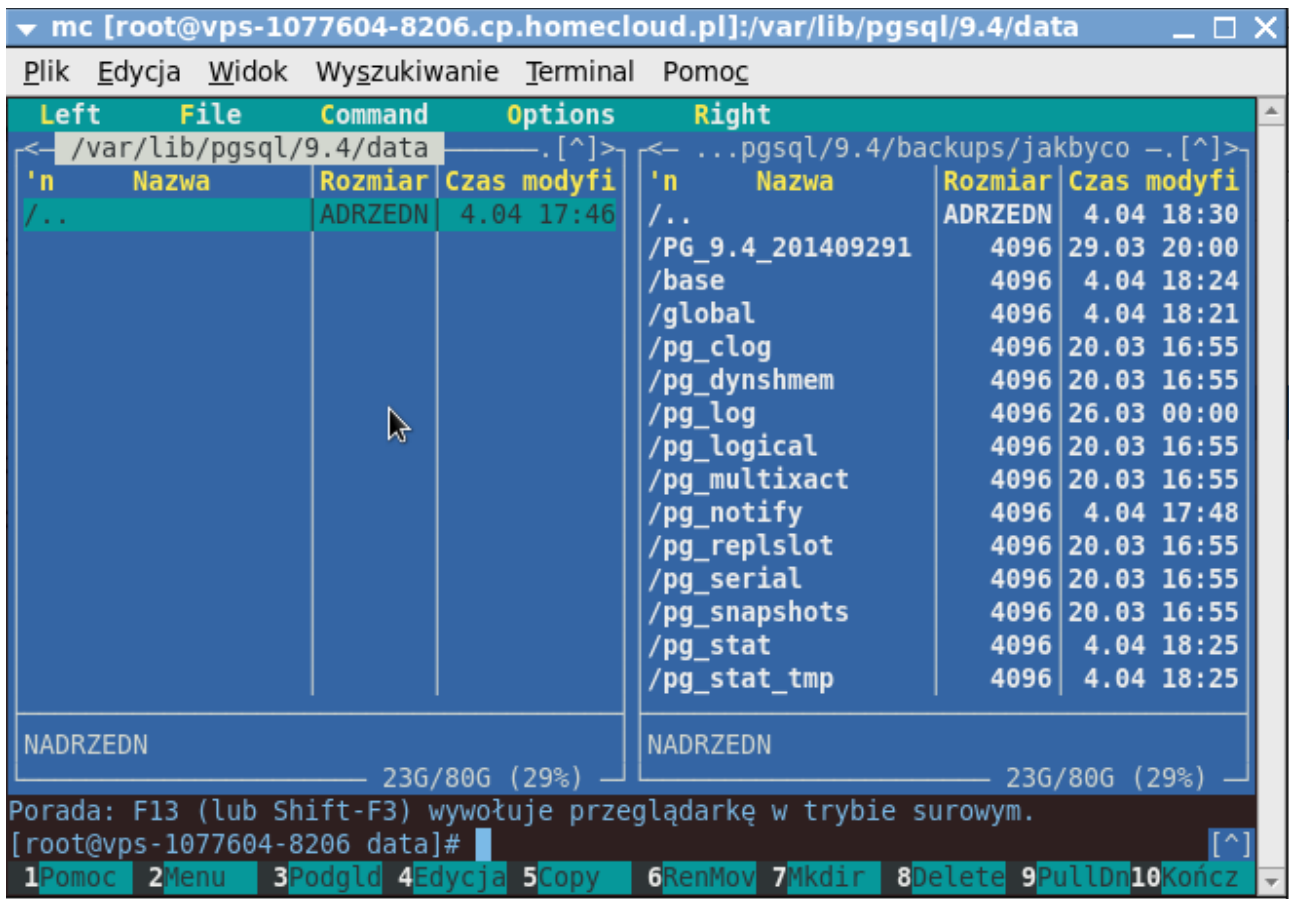 mc [root@vps-1077604-8206.cp.homecloud.pl]:/var/lib/pgsql/9.4/data
Plik Edycja Widok Wyszukiwanie Terminal Pomoc
Left File Command Options Right
<— /var/lib/pgsql/9.4/data .[^]> <— ...pgsql/9.4/backups/jakbyco —.[^]>
'n Nazwa Rozmiar Czas modyfi 'n Nazwa Rozmiar Czas modyfi
/.. ADRZEDN 4.04 17:46 /.. ADRZEDN 4.04 18:30
/PG_9.4_201409291 4096 29.03 20:00
/base 4096 4.04 18:24
/global 4096 4.04 18:21
/pg_clog 4096 20.03 16:55
/pg_dynshmem 4096 20.03 16:55
/pg_log 4096 26.03 00:00
/pg_logical 4096 20.03 16:55
/pg_multixact 4096 20.03 16:55
/pg_notify 4096 4.04 17:48
/pg_replslot 4096 20.03 16:55
/pg_serial 4096 20.03 16:55
/pg_snapshots 4096 20.03 16:55
/pg_stat 4096 4.04 18:25
/pg_stat_tmp 4096 4.04 18:25
NADRZEDN NADRZEDN
23G/80G (29%) 23G/80G (29%)
Porada: F13 (lub Shift-F3) wywołuje przeglądarkę w trybie surowym.
[root@vps-1077604-8206 data]# [^]
1Pomoc 2Menu 3Podgld 4Edycja 5Copy 6RenMov 7Mkdir 8Delete 9PullDn 10Kończ